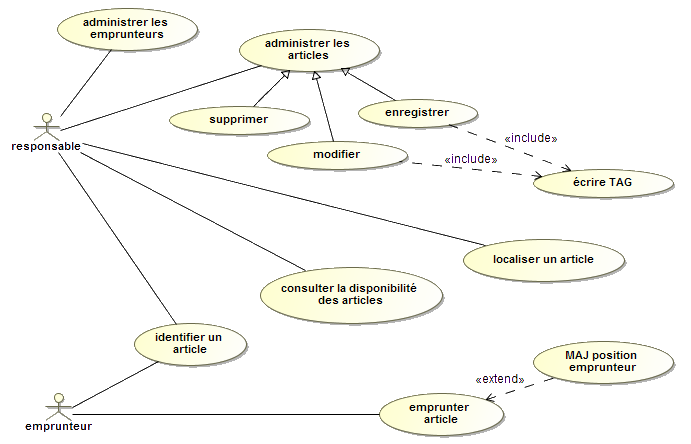 administrer les
emprunteurs
administrer les
articles
supprimer
enregistrer
modifier
«include»
«include»
écrire TAG
responsable
localiser un article
consulter la disponibilité
des articles
identifier un
article
MAJ position
emprunteur
«extend»
emprunter
article
emprunteur